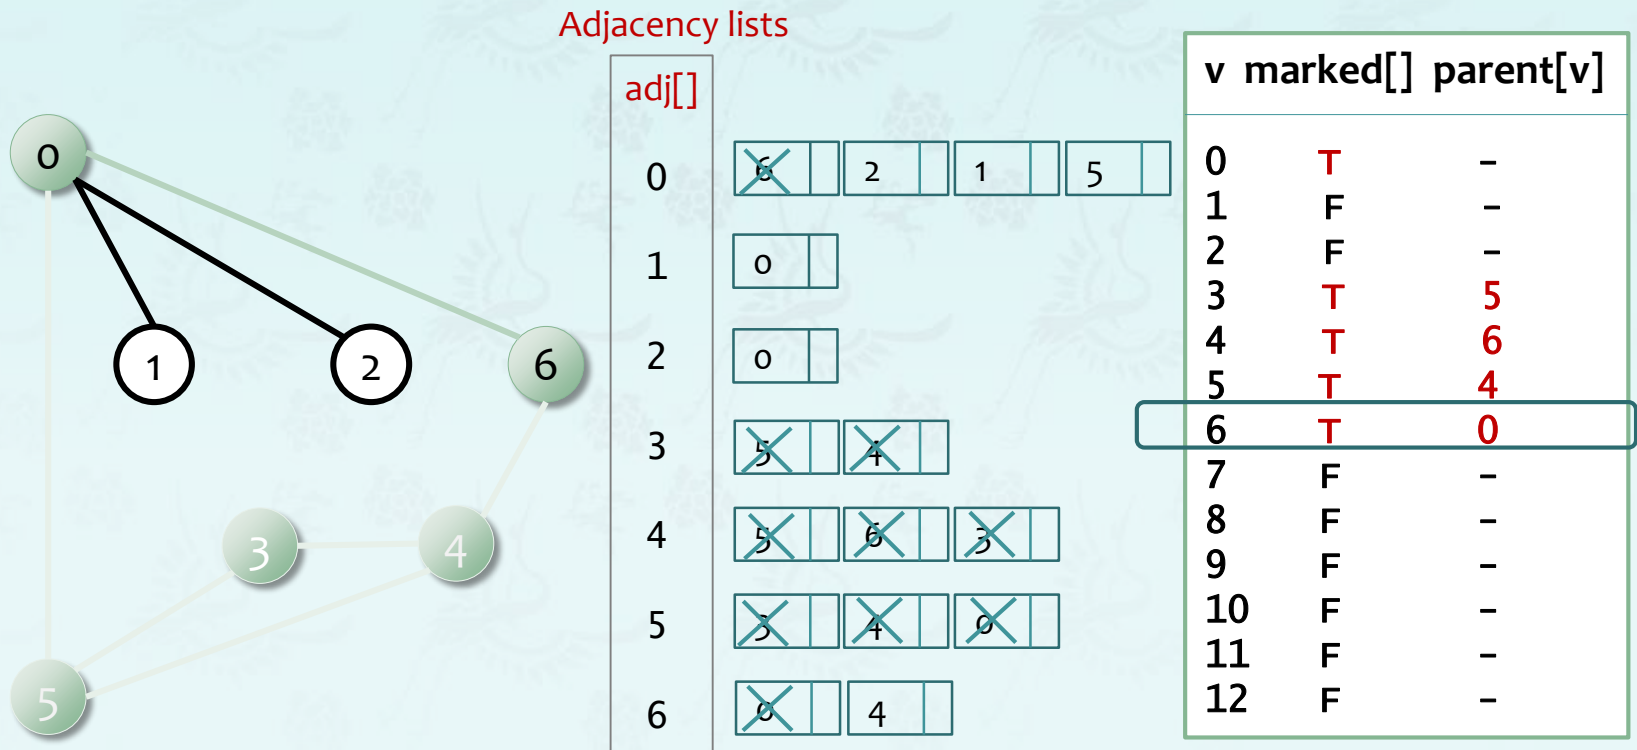 Adjacency lists
adj[]
0 6 2 1 5
1 0
2 0
3 5 4
4 5 6 3
5 3 4 0
6 0 4
0
1
2
6
3
4
5
v marked[] parent[v]
0 T –
1 F –
2 F –
3 T 5
4 T 6
5 T 4
6 T 0
7 F –
8 F –
9 F –
10 F –
11 F –
12 F –